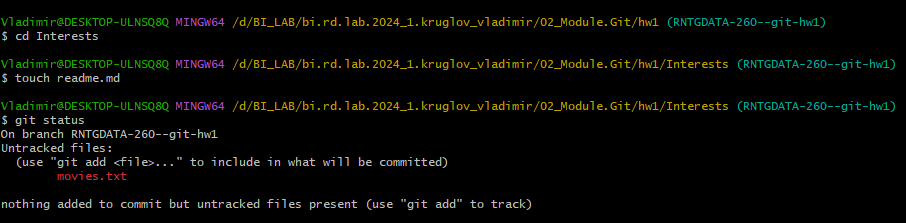 Vladimir@DESKTOP-ULNSQ8Q MINGW64 /d/BI_LAB/bi.rd.lab.2024_1.kruglov_vladimir/02_Module.Git/hw1 (RNTGDATA-260--git-hw1)
$ cd Interests
Vladimir@DESKTOP-ULNSQ8Q MINGW64 /d/BI_LAB/bi.rd.lab.2024_1.kruglov_vladimir/02_Module.Git/hw1/Interests (RNTGDATA-260--git-hw1)
$ touch readme.md
Vladimir@DESKTOP-ULNSQ8Q MINGW64 /d/BI_LAB/bi.rd.lab.2024_1.kruglov_vladimir/02_Module.Git/hw1/Interests (RNTGDATA-260--git-hw1)
$ git status
On branch RNTGDATA-260--git-hw1
Untracked files:
  (use "git add <file>..." to include in what will be committed)
        movies.txt
nothing added to commit but untracked files present (use "git add" to track)